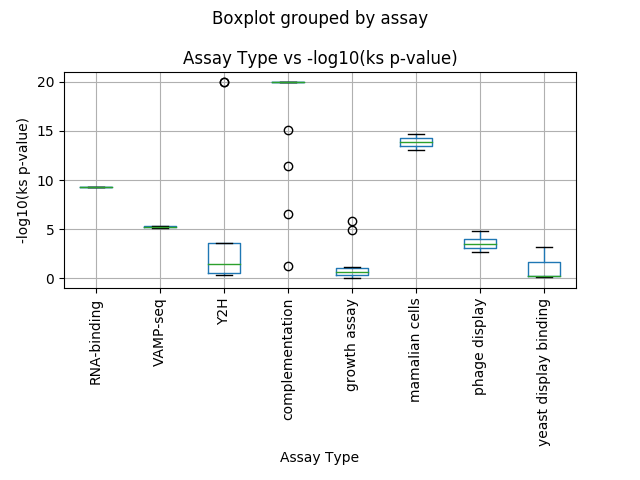 Boxplot grouped by assay
Assay Type vs -log10(ks p-value)
-log10(ks p-value)
20
15
10
5
0
RNA-binding
VAMP-seq
Y2H
complementation
growth assay
mamalian cells
phage display
yeast display binding
Assay Type